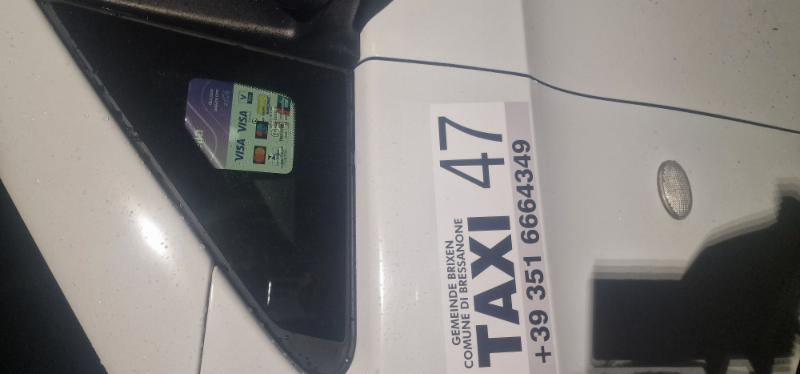 GEMEINDE BRIXEN
COMUNE DI BRESSANONE
TAXI 47
+39 351 6664349
VISA VISA V